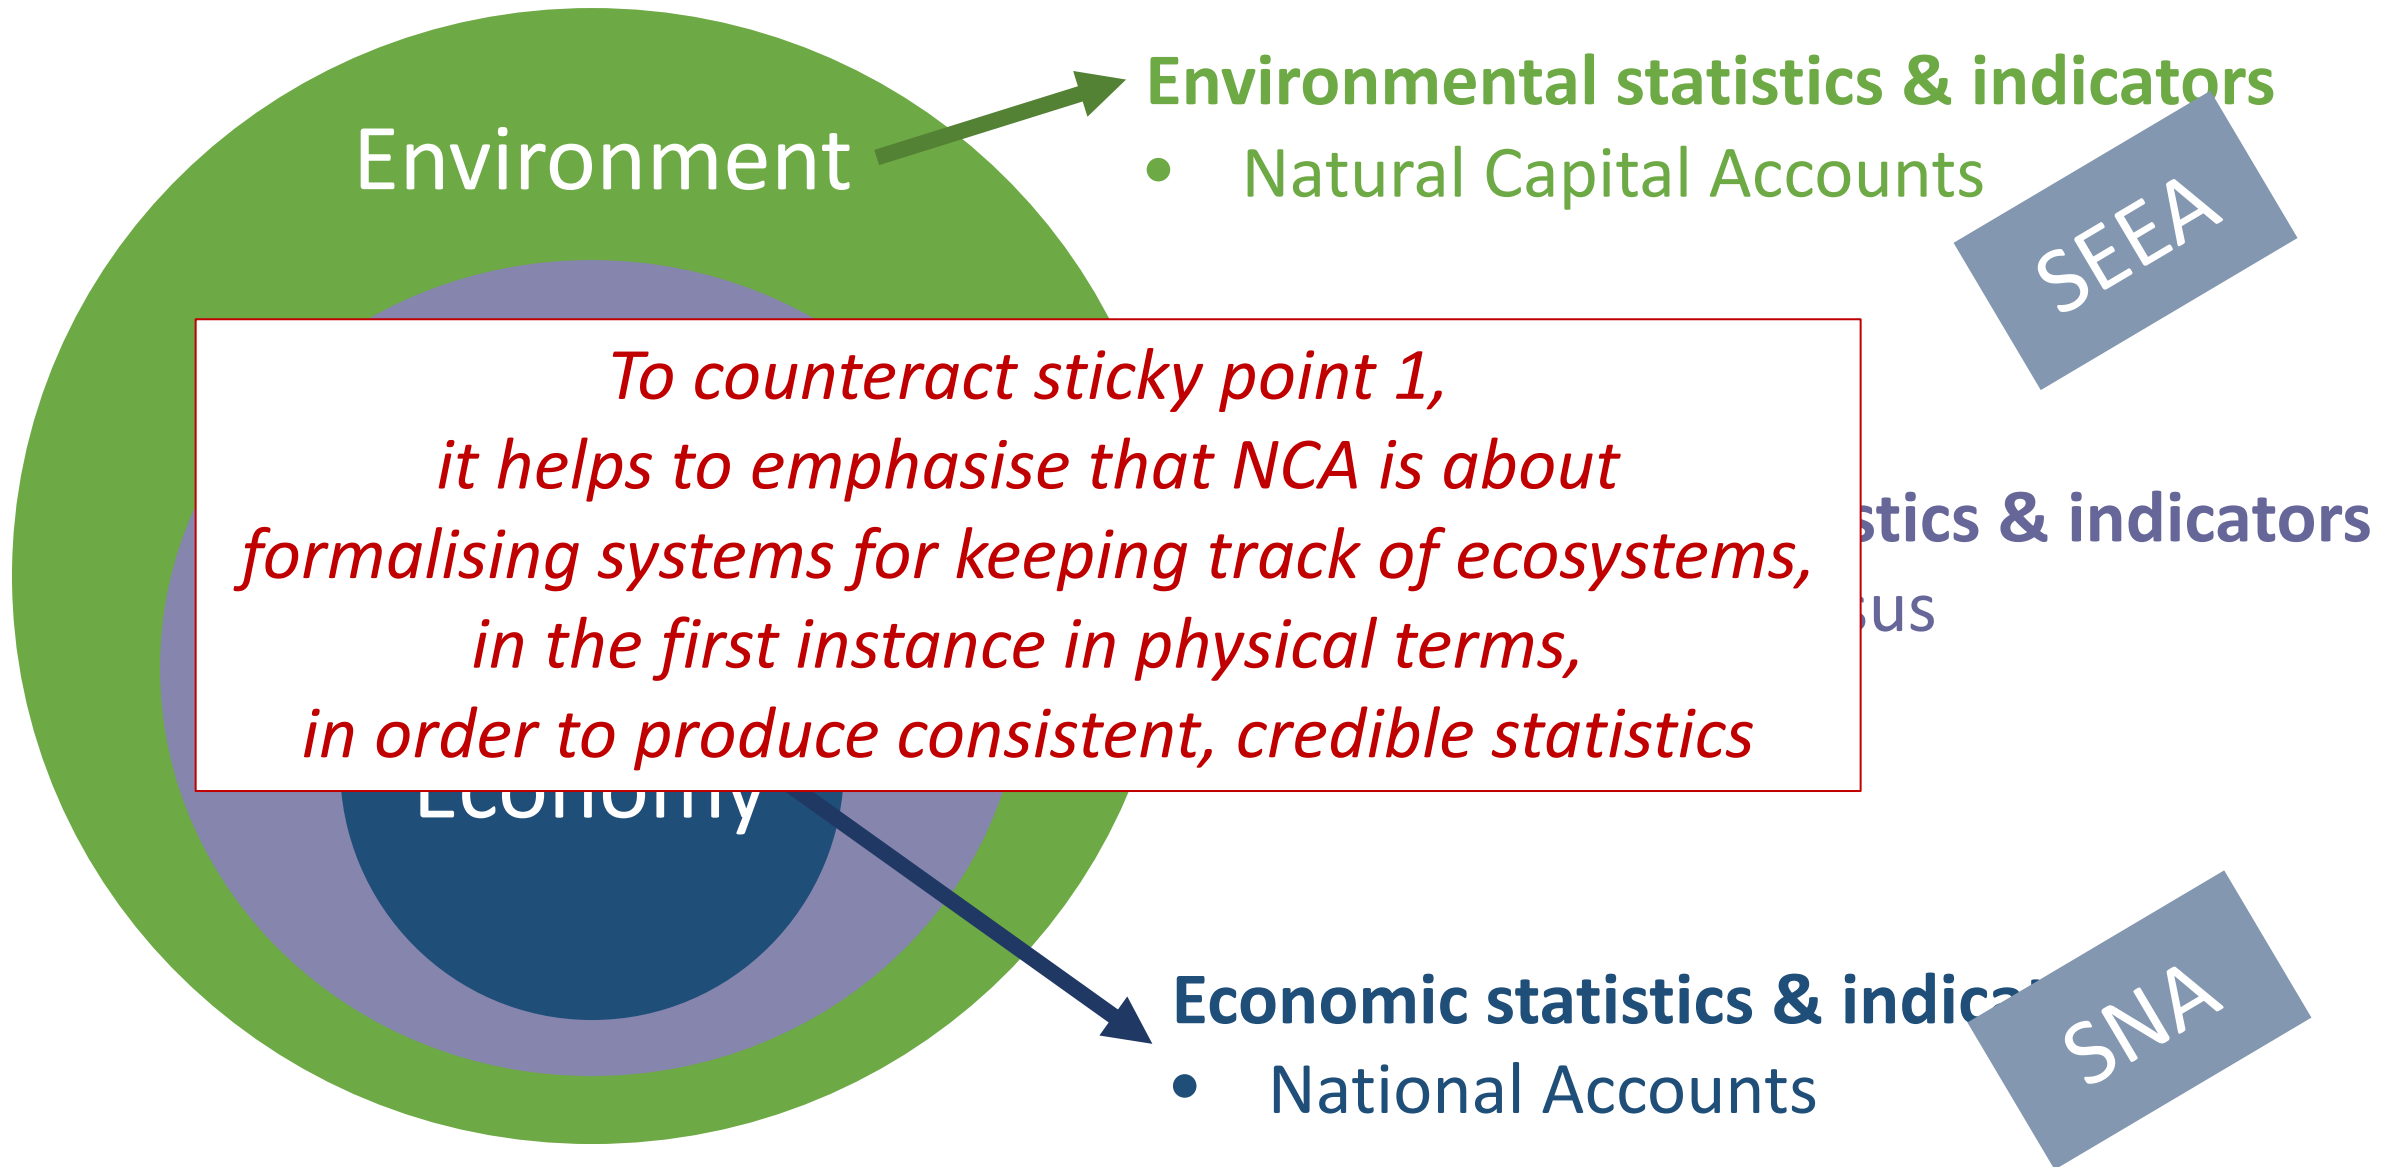 Environment
Environmental statistics & indicators
• Natural Capital Accounts
SEEA
To counteract sticky point 1,
it helps to emphasise that NCA is about
formalising systems for keeping track of ecosystems,
in the first instance in physical terms,
in order to produce consistent, credible statistics
& indicators
Economy
Economic statistics &
• National Accounts
SNA